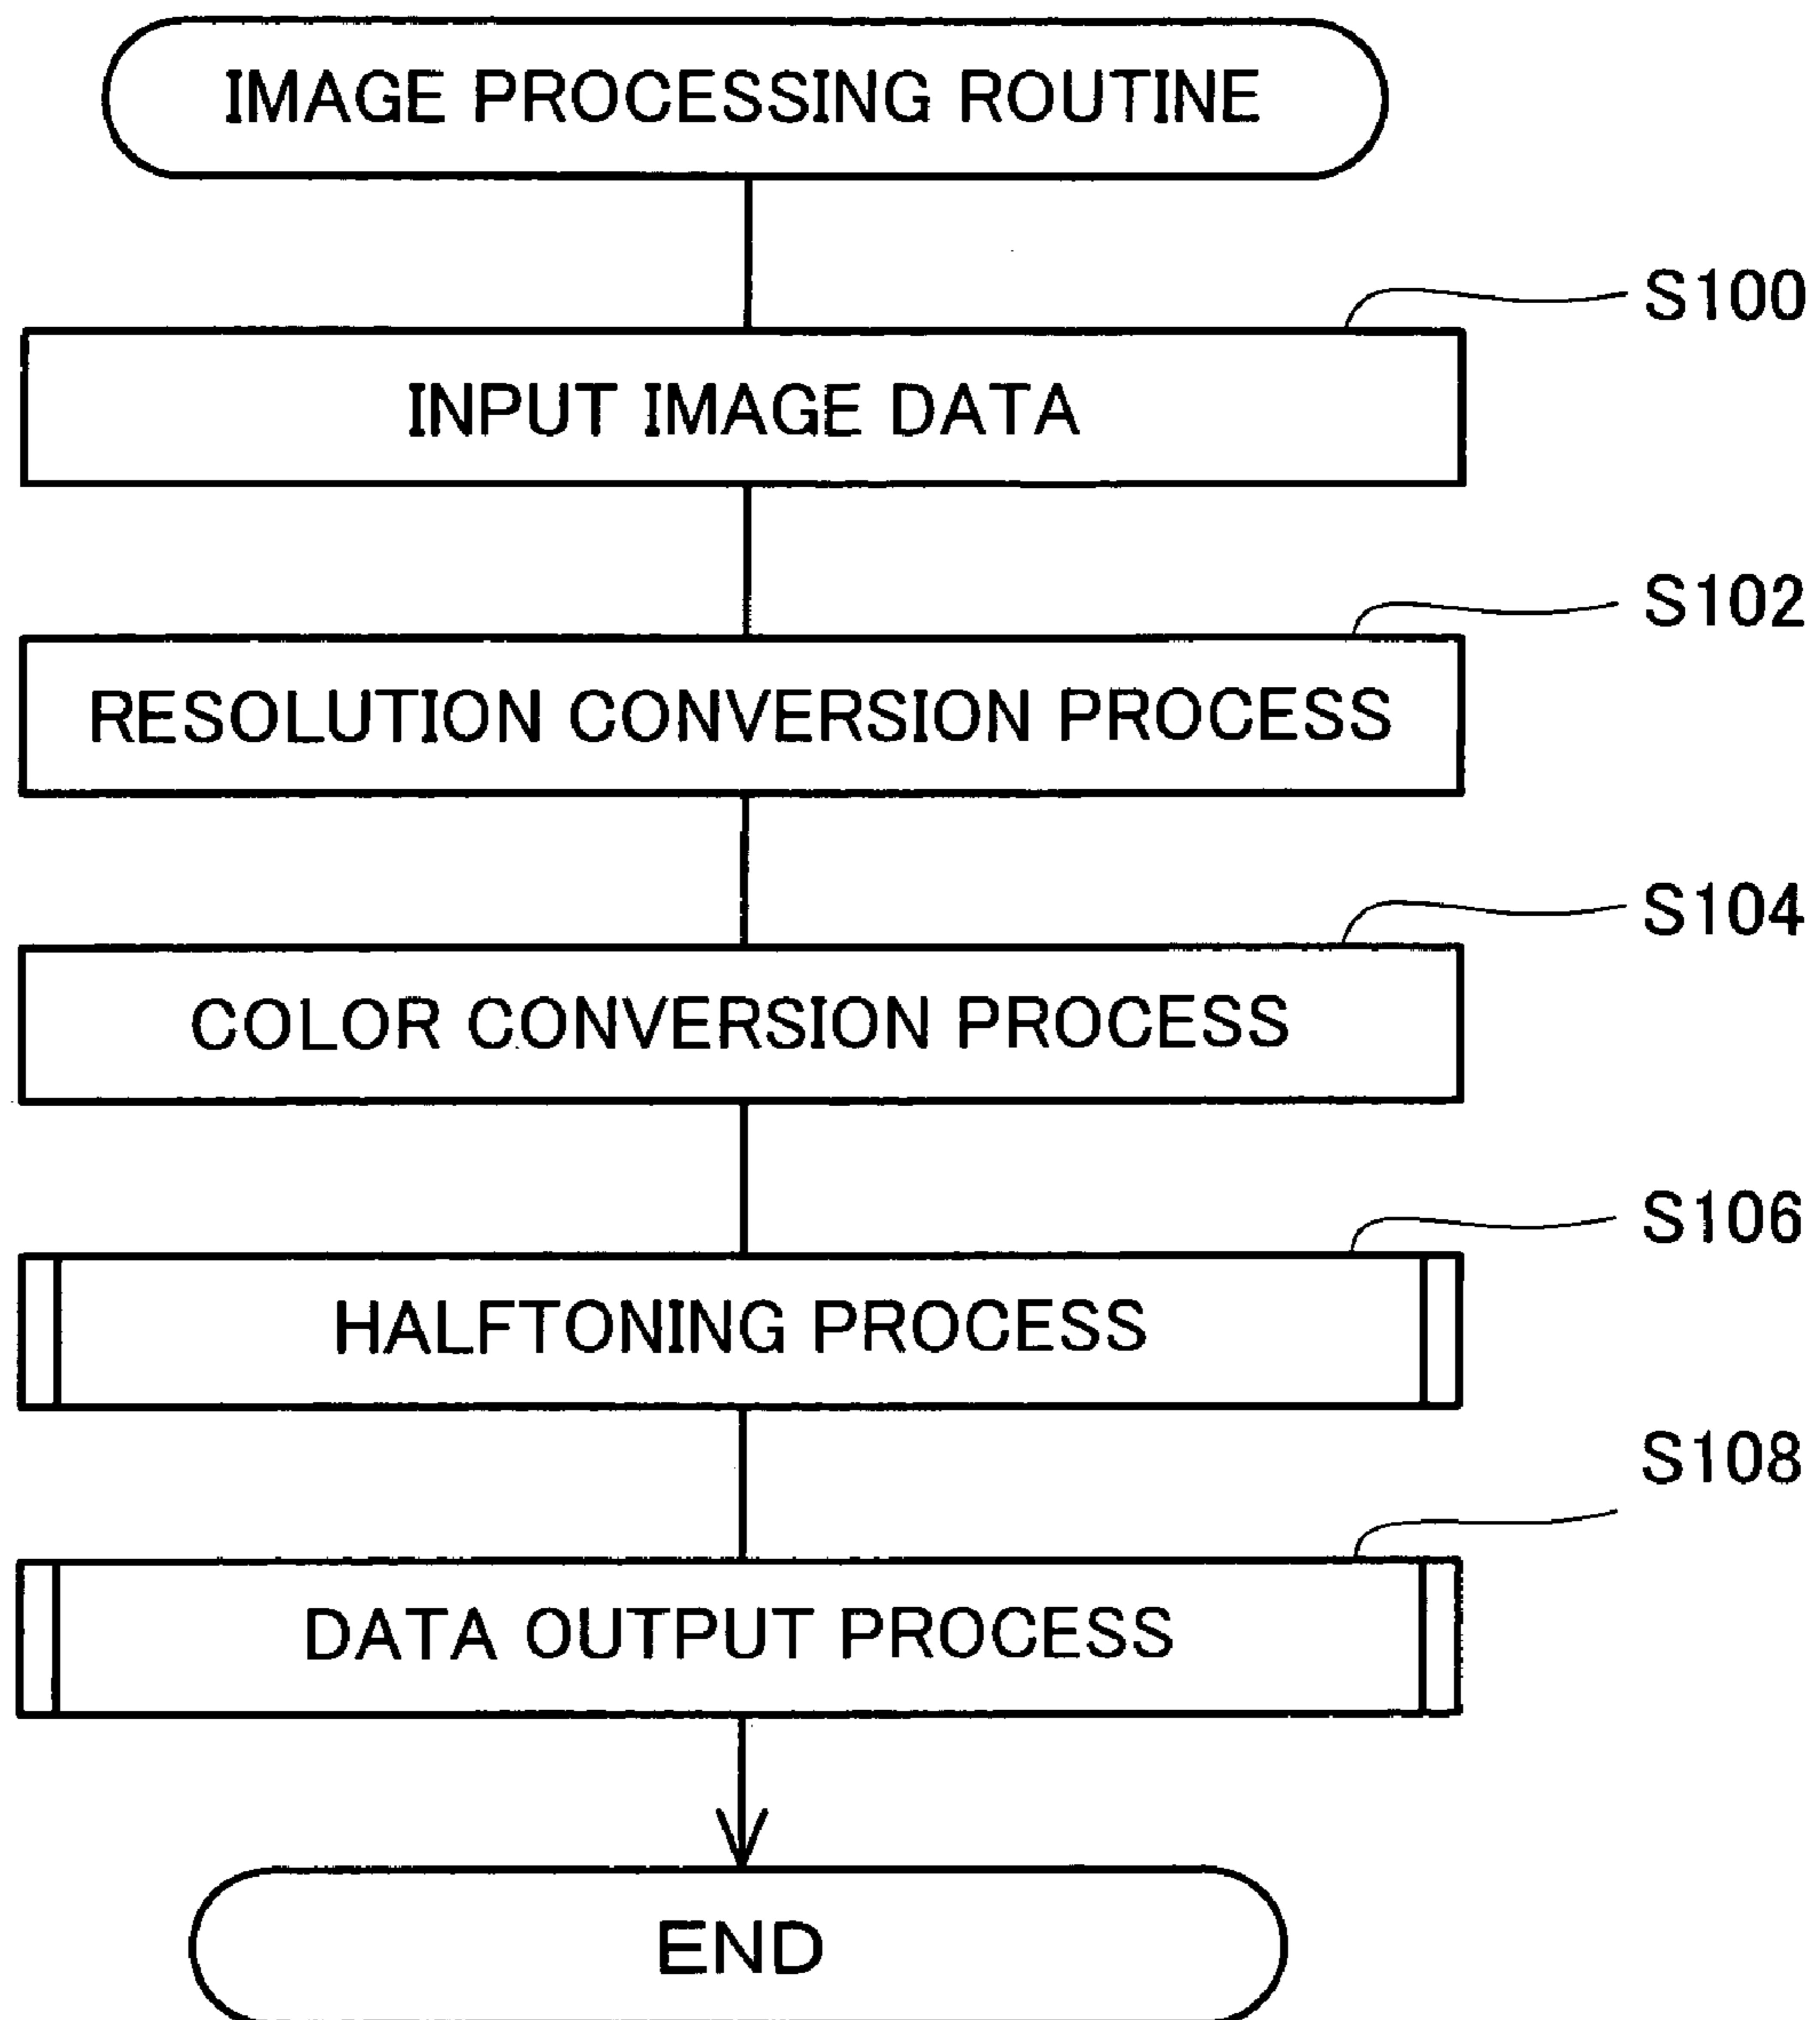 IMAGE PROCESSING ROUTINE
S100
INPUT IMAGE DATA
S102
RESOLUTION CONVERSION PROCESS
S104
COLOR CONVERSION PROCESS
S106
HALFTONING PROCESS
S108
DATA OUTPUT PROCESS
END